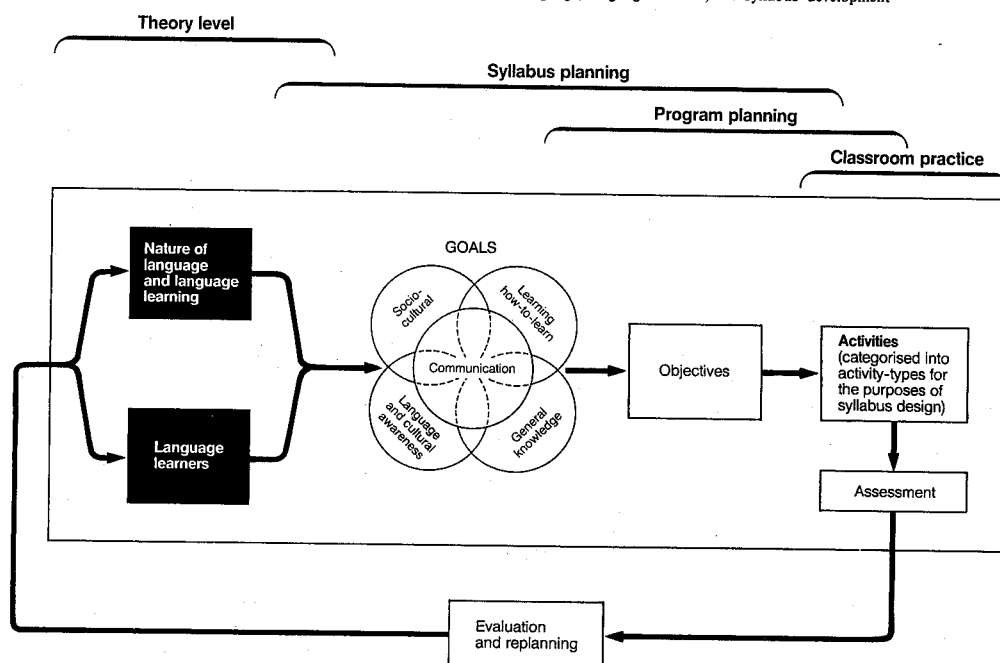 syllabus development
Theory level
Syllabus planning
Program planning
Classroom practice
GOALS
Nature of
language
and language
learning
Language
learners
Socio-
cultural
Learning
how-to-learn
Communication
Language
and cultural
awareness
General
knowledge
Objectives
Activities
(categorised into
activity-types for
the purposes of
syllabus design)
Assessment
Evaluation
and replanning